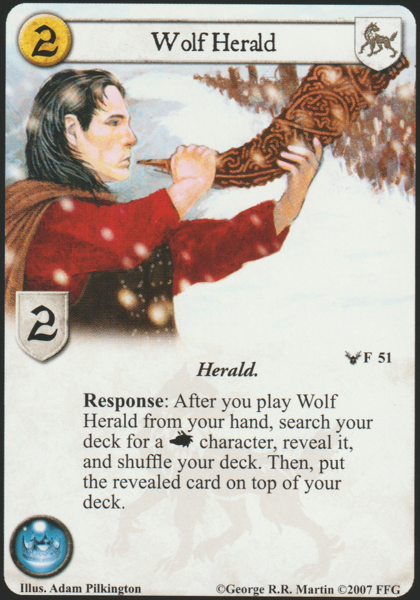 2
Wolf Herald
2
Herald.
F 51
Response: After you play Wolf
Herald from your hand, search your
deck for a character, reveal it,
and shuffle your deck. Then, put
the revealed card on top of your
deck.
Illus. Adam Pilkington
©George R.R. Martin ©2007 FFG